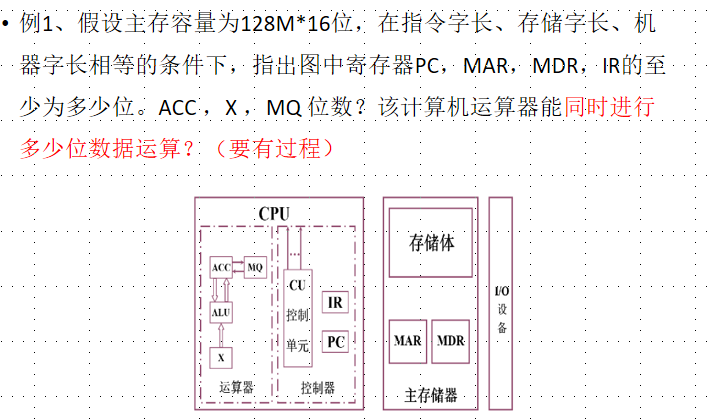 • 例1、假设主存容量为128M*16位，在指令字长、存储字长、机
器字长相等的条件下，指出图中寄存器PC，MAR，MDR，IR的至
少为多少位。ACC，X，MQ 位数？该计算机运算器能同时进行
多少位数据运算？（要有过程）
CPU
存储体
ACC
MQ
CU
控制
单元
IR
ALU
PC
X
运算器
控制器
MAR
MDR
主存储器
I/O
设
备